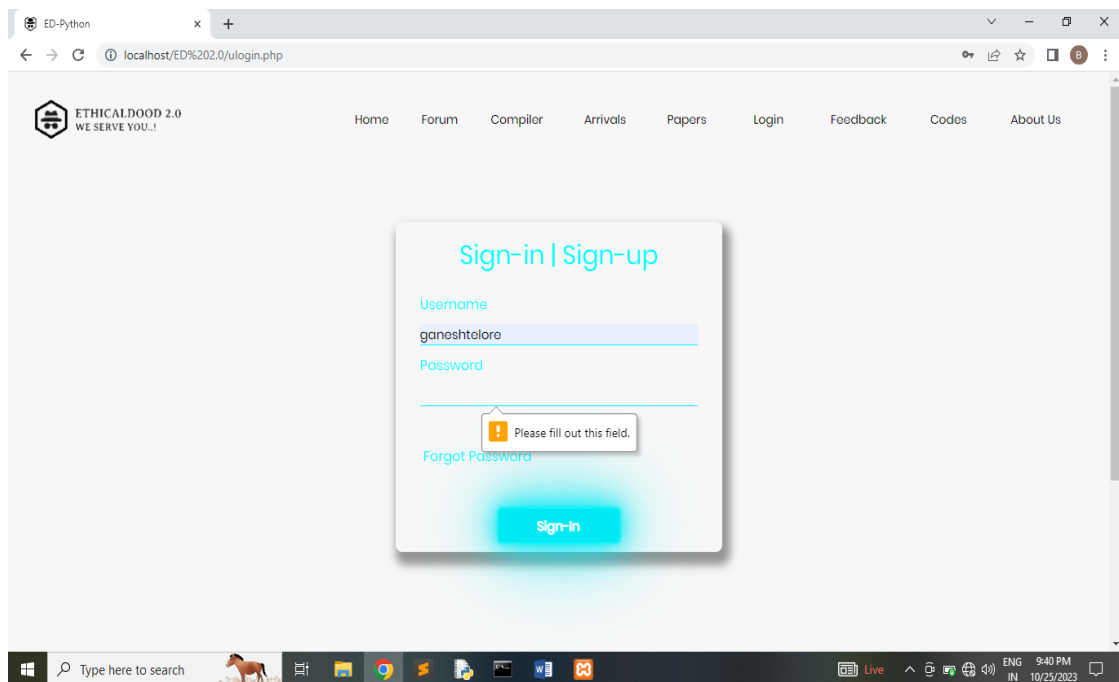 ED-Python
localhost/ED%202.0/ulogin.php
B
ETHICALDOOD 2.0
WE SERVE YOU..!
Home Forum Compiler Arrivals Papers Login Feedback Codes About Us
Sign-in | Sign-up
Username
ganeshtelore
Password
! Please fill out this field.
Forgot Password
Sign-In
Type here to search
Live
ENG 9:40 PM
IN 10/25/2023